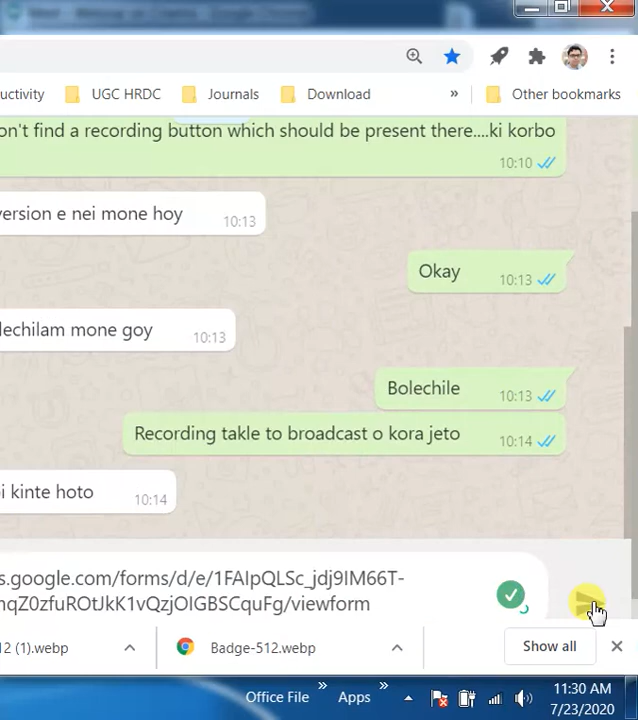 uctivity UGC HRDC Journals Download » Other bookmarks
on't find a recording button which should be present there....ki korbo
10:10
version e nei mone hoy 10:13
Okay 10:13
lechilam mone goy 10:13
Bolechile 10:13
Recording takle to broadcast o kora jeto 10:14
i kinte hoto 10:14
s.google.com/forms/d/e/1FAIpQLSc_jdj9IM66T-
nqZ0zfuROtJkK1vQzjOIGBSCquFg/viewform
12 (1).webp Badge-512.webp Show all
Office File » Apps » 11:30 AM
7/23/2020